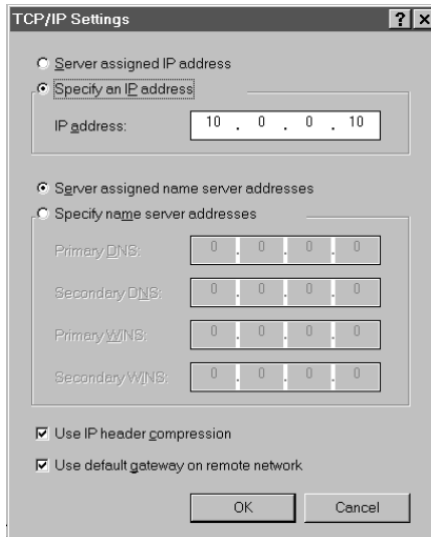 TCP/IP Settings
Server assigned IP address
Specify an IP address
IP address: 10 . 0 . 0 . 10
Server assigned name server addresses
Specify name server addresses
Primary DNS: 0 . 0 . 0 . 0
Secondary DNS: 0 . 0 . 0 . 0
Primary WINS: 0 . 0 . 0 . 0
Secondary WINS: 0 . 0 . 0 . 0
Use IP header compression
Use default gateway on remote network
OK Cancel